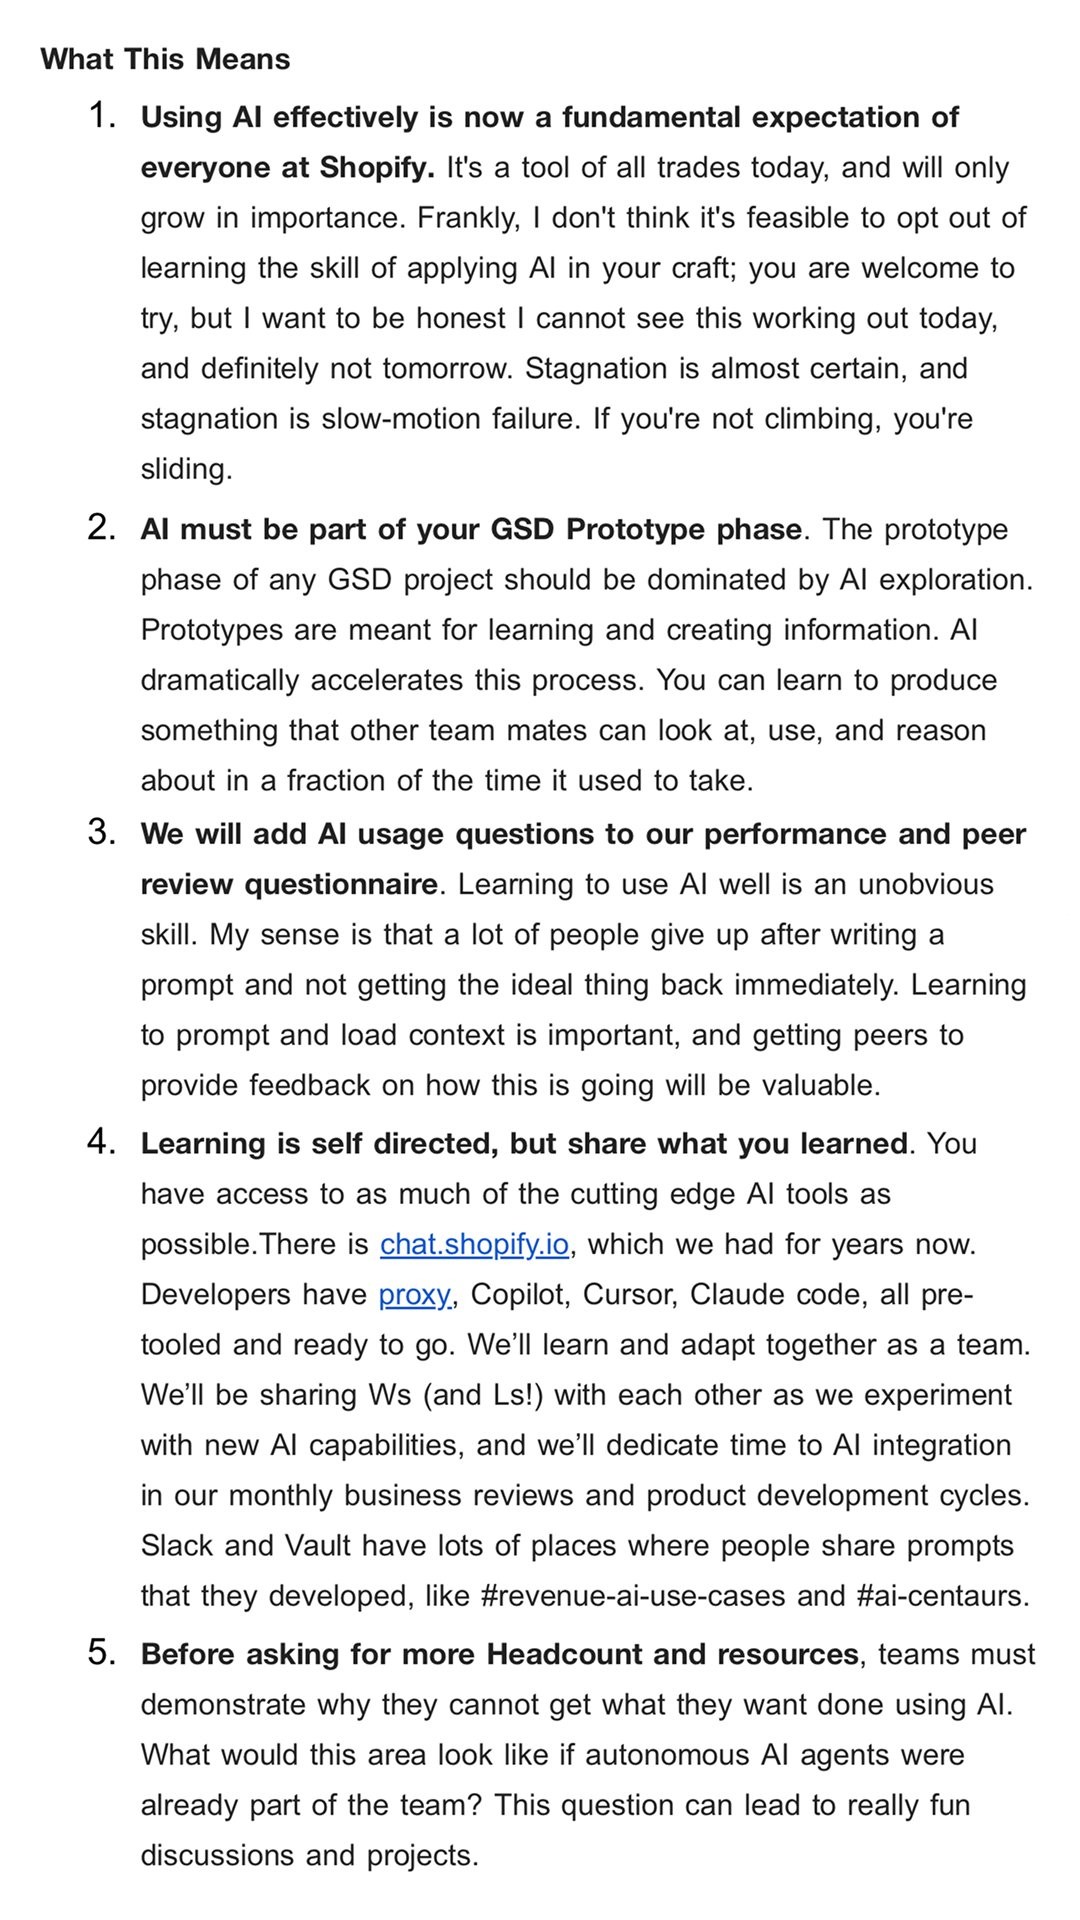 What This Means
1. Using AI effectively is now a fundamental expectation of
everyone at Shopify. It's a tool of all trades today, and will only
grow in importance. Frankly, I don't think it's feasible to opt out of
learning the skill of applying AI in your craft; you are welcome to
try, but I want to be honest I cannot see this working out today,
and definitely not tomorrow. Stagnation is almost certain, and
stagnation is slow-motion failure. If you're not climbing, you're
sliding.
2. AI must be part of your GSD Prototype phase. The prototype
phase of any GSD project should be dominated by AI exploration.
Prototypes are meant for learning and creating information. AI
dramatically accelerates this process. You can learn to produce
something that other team mates can look at, use, and reason
about in a fraction of the time it used to take.
3. We will add AI usage questions to our performance and peer
review questionnaire. Learning to use AI well is an unobvious
skill. My sense is that a lot of people give up after writing a
prompt and not getting the ideal thing back immediately. Learning
to prompt and load context is important, and getting peers to
provide feedback on how this is going will be valuable.
4. Learning is self directed, but share what you learned. You
have access to as much of the cutting edge AI tools as
possible.There is chat.shopify.io, which we had for years now.
Developers have proxy, Copilot, Cursor, Claude code, all pre-
tooled and ready to go. We’ll learn and adapt together as a team.
We’ll be sharing Ws (and Ls!) with each other as we experiment
with new AI capabilities, and we’ll dedicate time to AI integration
in our monthly business reviews and product development cycles.
Slack and Vault have lots of places where people share prompts
that they developed, like #revenue-ai-use-cases and #ai-centaurs.
5. Before asking for more Headcount and resources, teams must
demonstrate why they cannot get what they want done using AI.
What would this area look like if autonomous AI agents were
already part of the team? This question can lead to really fun
discussions and projects.